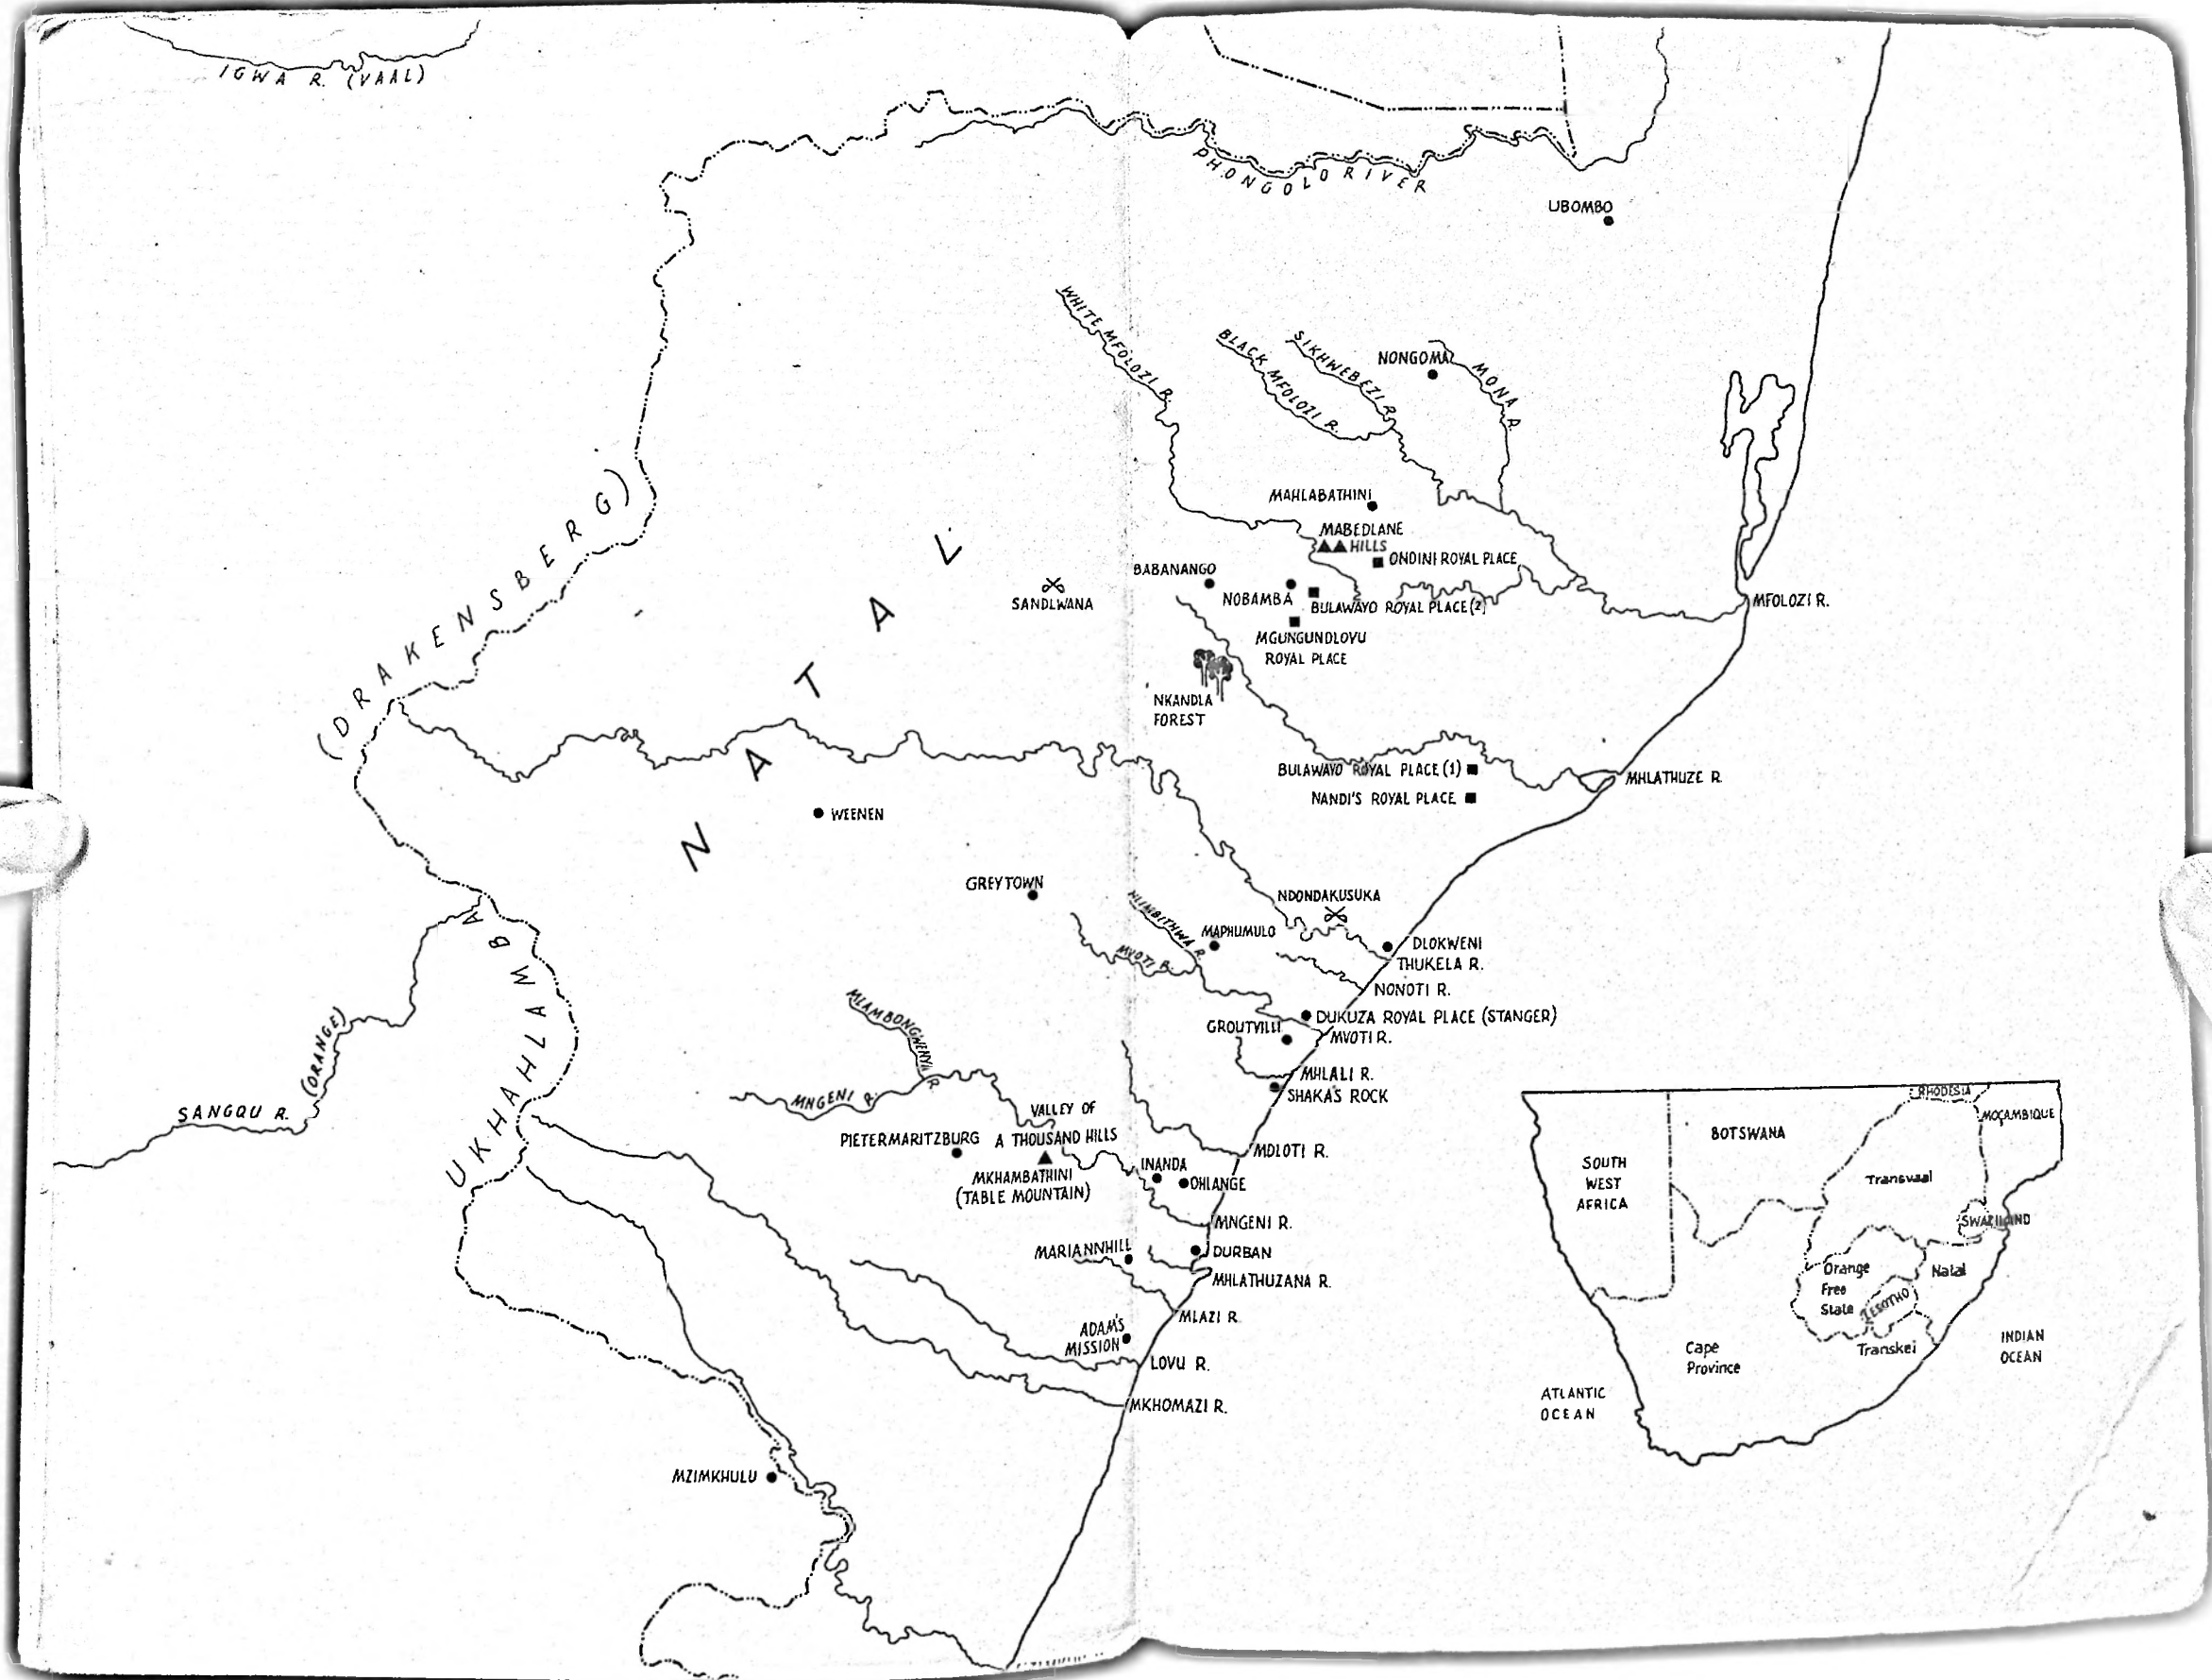 IGWA R. (VAAL)
PHONGOLO RIVER
UBOMBO
WHITE MFOLOZI R.
BLACK MFOLOZI R.
SIKHWEBEZI R.
NONGOMA
MONA R.
(DRAKENSBERG)
NATAL
MAHLABATHINI
MABEDLANE
HILLS
ONDINI ROYAL PLACE
BABANANGO
SANDLWANA
NOBAMBA
BULAWAYO ROYAL PLACE (2)
MFOLOZI R.
MGUNGUNDLOVU
ROYAL PLACE
NKANDLA
FOREST
BULAWAYO ROYAL PLACE (1)
MHLATHUZE R.
NANDI'S ROYAL PLACE
WEENEN
GREYTOWN
NDONDAKUSUKA
HLIMBITHWA R.
MAPHUMULO
MVOTI R.
DLOKWENI
THUKELA R.
NONOTI R.
DUKUZA ROYAL PLACE (STANGER)
GROUTVILLE
MVOTI R.
MHLALI R.
SHAKA'S ROCK
UKHAHLAMBA
(ORANGE)
SANGQU R.
MNGENI R.
VALLEY OF
A THOUSAND HILLS
PIETERMARITZBURG
MKHAMBATHINI
(TABLE MOUNTAIN)
MDLOTI R.
INANDA
OHLANGE
MNGENI R.
MARIANNHILL
DURBAN
MHLATHUZANA R.
MLAZI R.
ADAM'S
MISSION
LOVU R.
MKHOMAZI R.
MZIMKHULU
RHODESIA
MOÇAMBIQUE
BOTSWANA
SOUTH
WEST
AFRICA
Transvaal
SWAZILAND
Orange
Free
State
Natal
LESOTHO
Cape
Province
Transkei
INDIAN
OCEAN
ATLANTIC
OCEAN